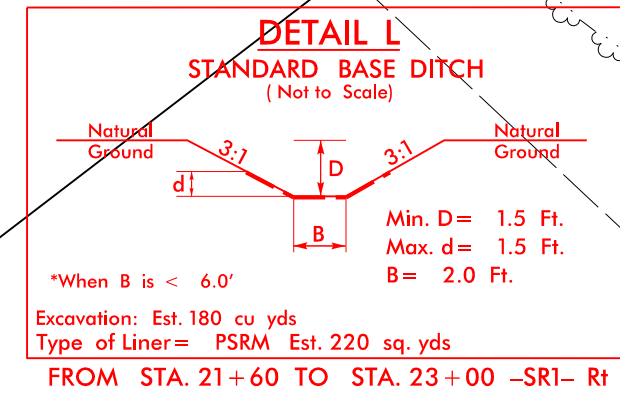 DETAIL L
STANDARD BASE DITCH
( Not to Scale)
Natural
Ground
3:1
D
3:1
Natural
Ground
d
B
Min. D= 1.5 Ft.
Max. d= 1.5 Ft.
B= 2.0 Ft.
*When B is < 6.0'
Excavation: Est. 180 cu yds
Type of Liner= PSRM Est. 220 sq. yds
FROM STA. 21+60 TO STA. 23+00 –SR1– Rt